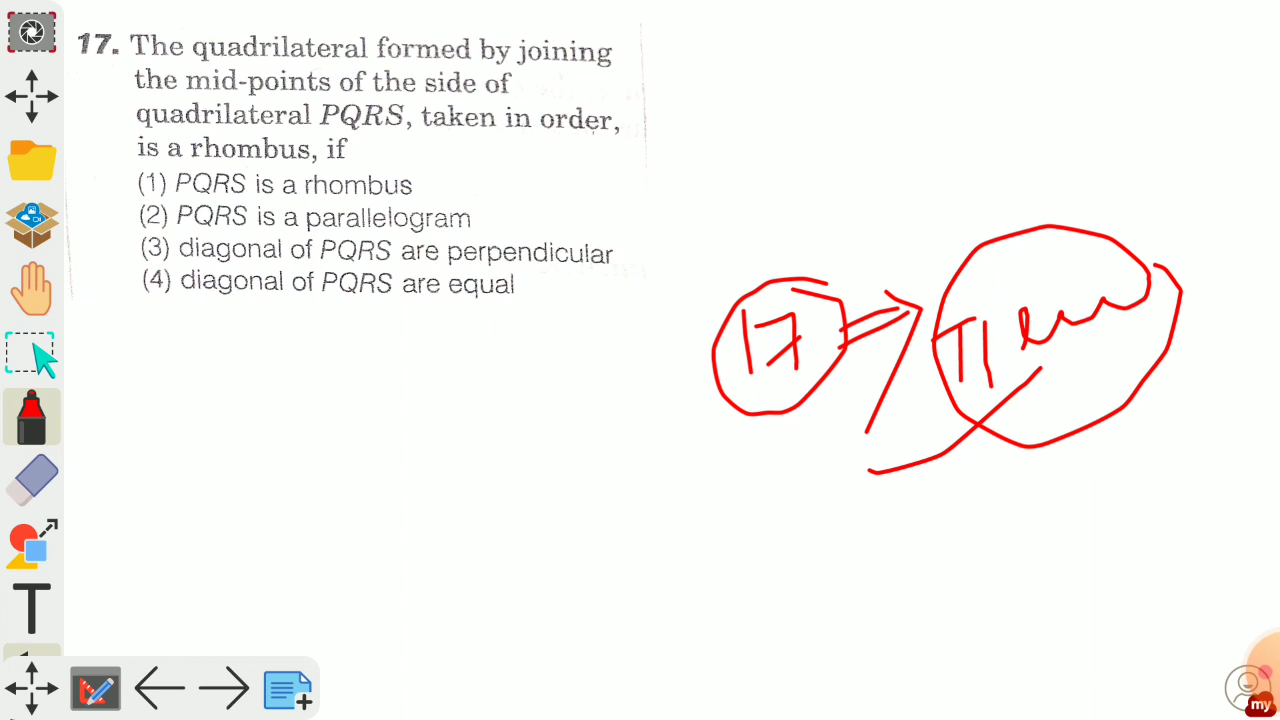 17. The quadrilateral formed by joining
the mid-points of the side of
quadrilateral PQRS, taken in order,
is a rhombus, if
(1) PQRS is a rhombus
(2) PQRS is a parallelogram
(3) diagonal of PQRS are perpendicular
(4) diagonal of PQRS are equal
17
T
my